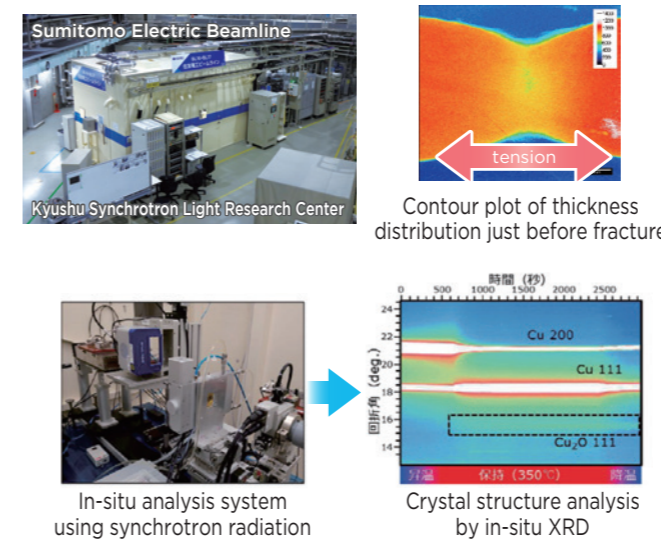 Sumitomo Electric Beamline
Kyushu Synchrotron Light Research Center
tension
Contour plot of thickness
distribution just before fracture
In-situ analysis system
using synchrotron radiation
時間 (秒)
0 500 1000 1500 2000 2500
回折角 (deg.)
24
22
20
18
16
14
Cu 200
Cu 111
Cu₂O 111
昇温 保持 (350℃) 降温
Crystal structure analysis
by in-situ XRD